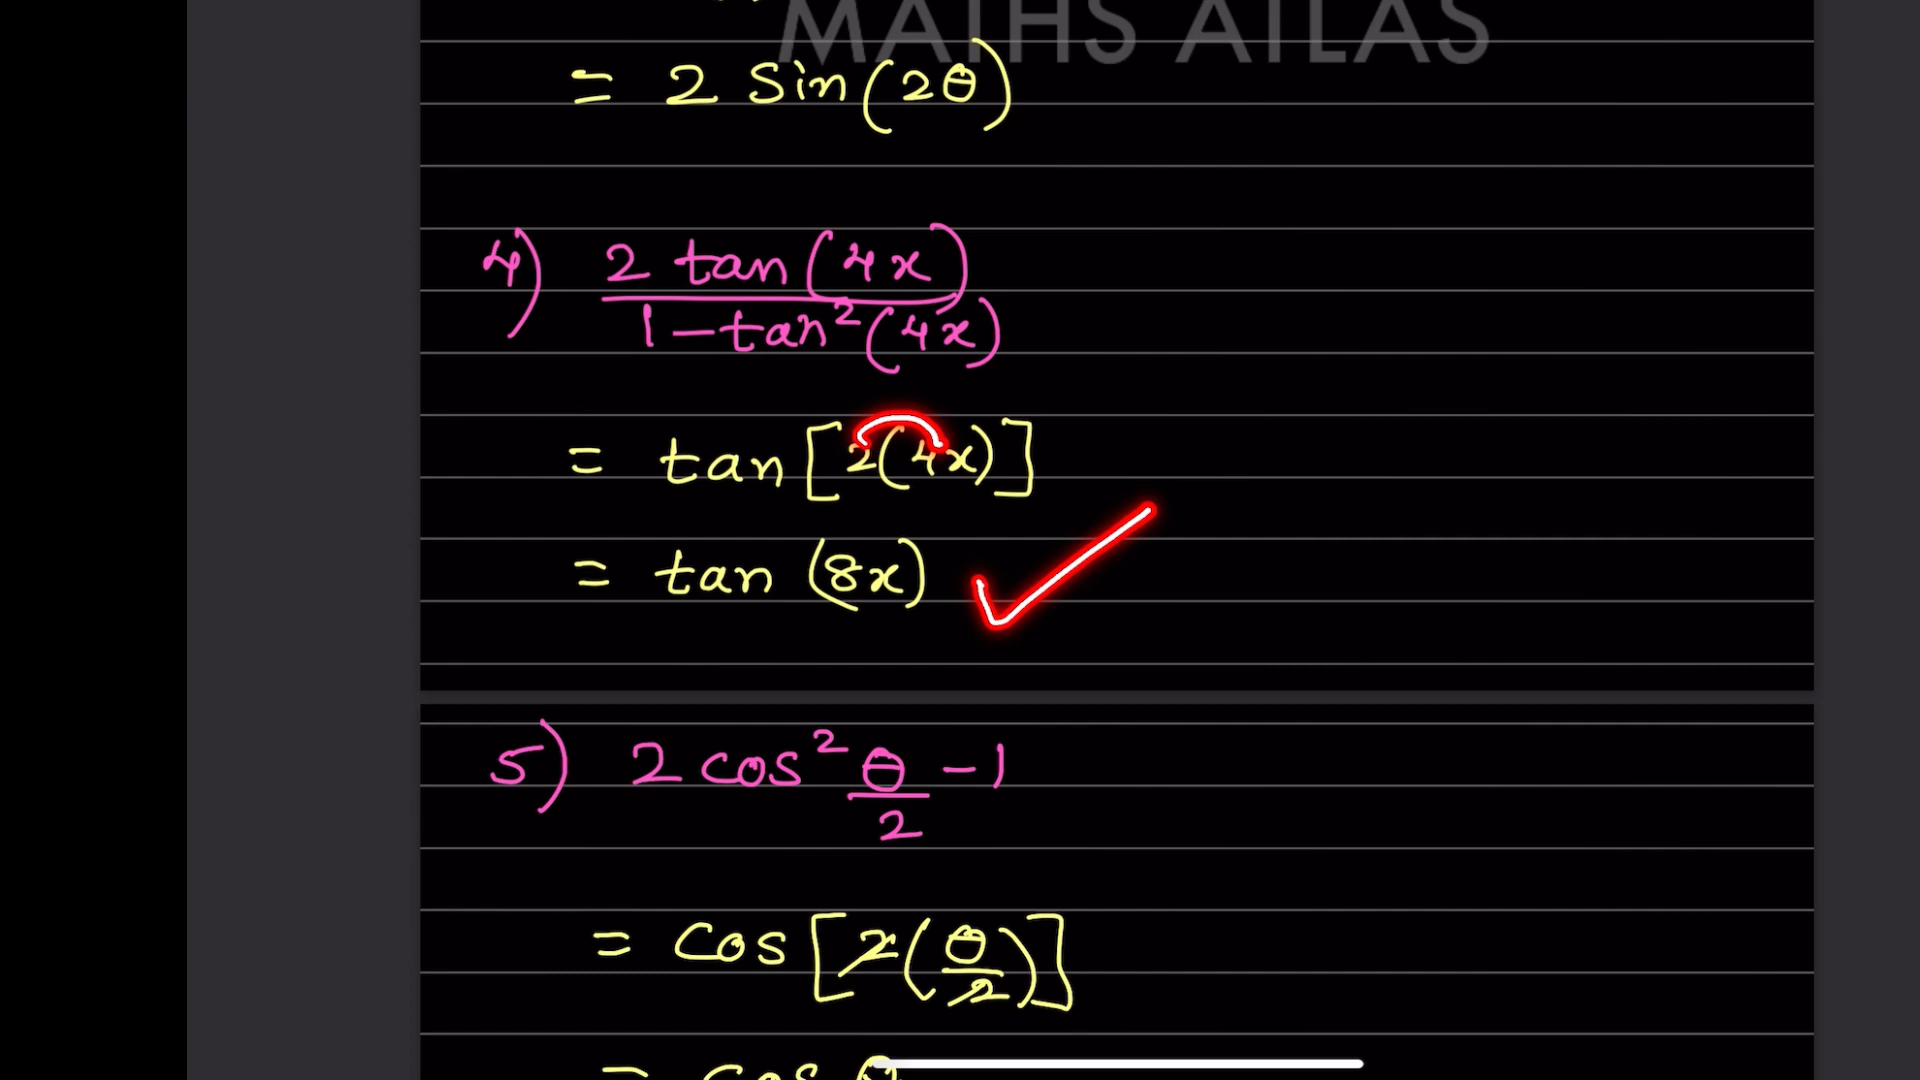 MATHS ATLAS
= 2 Sin(2θ)
4) 2 tan(4x)
1-tan²(4x)
= tan[2(4x)]
= tan (8x)
5) 2 cos² θ -1
2
= Cos[2(θ/2)]
= Cos θ